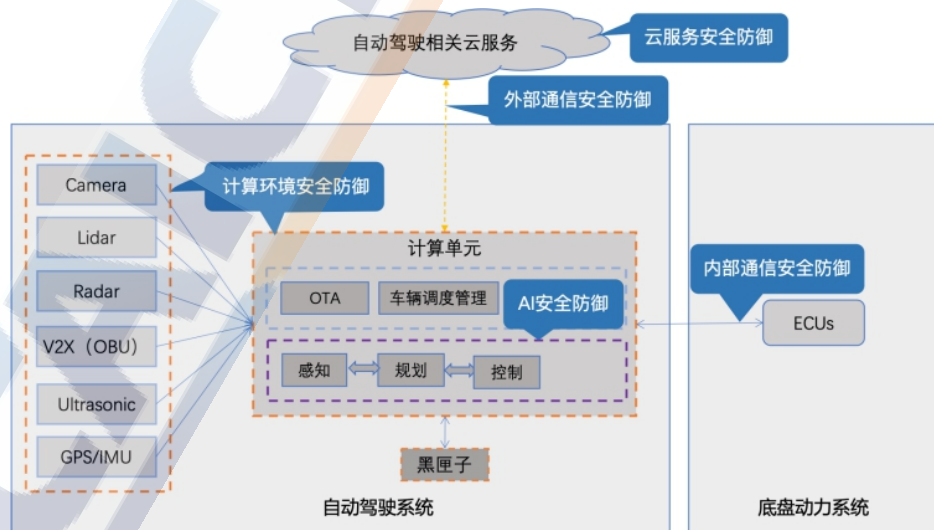 自动驾驶相关云服务
云服务安全防御
外部通信安全防御
Camera
计算环境安全防御
Lidar
计算单元
Radar
OTA
车辆调度管理
AI安全防御
内部通信安全防御
ECUs
V2X（OBU）
感知
规划
控制
Ultrasonic
GPS/IMU
黑匣子
自动驾驶系统
底盘动力系统
CAICV